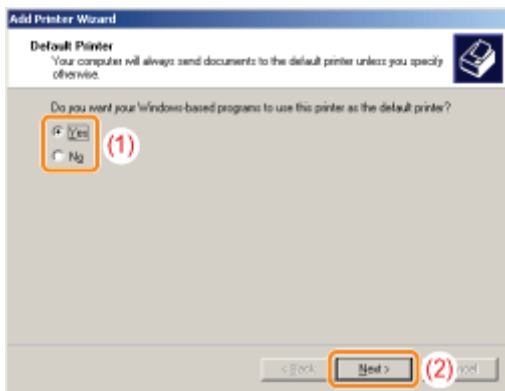 Add Printer Wizard
Default Printer
Your computer will always send documents to the default printer unless you specify
otherwise.
Do you want your Windows-based programs to use this printer as the default printer?
Yes
No
(1)
< Back
Next >
(2)